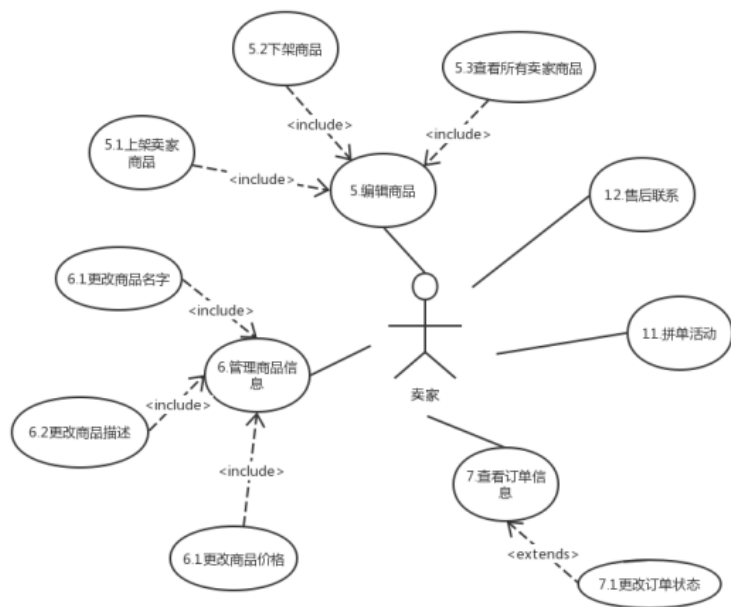 5.2下架商品
5.3查看所有卖家商品
<include>
<include>
5.1上架卖家
商品
<include>
5.编辑商品
12.售后联系
6.1更改商品名字
<include>
11.拼单活动
6.管理商品信
息
卖家
<include>
6.2更改商品描述
<include>
7.查看订单信
息
<extends>
6.1更改商品价格
7.1更改订单状态